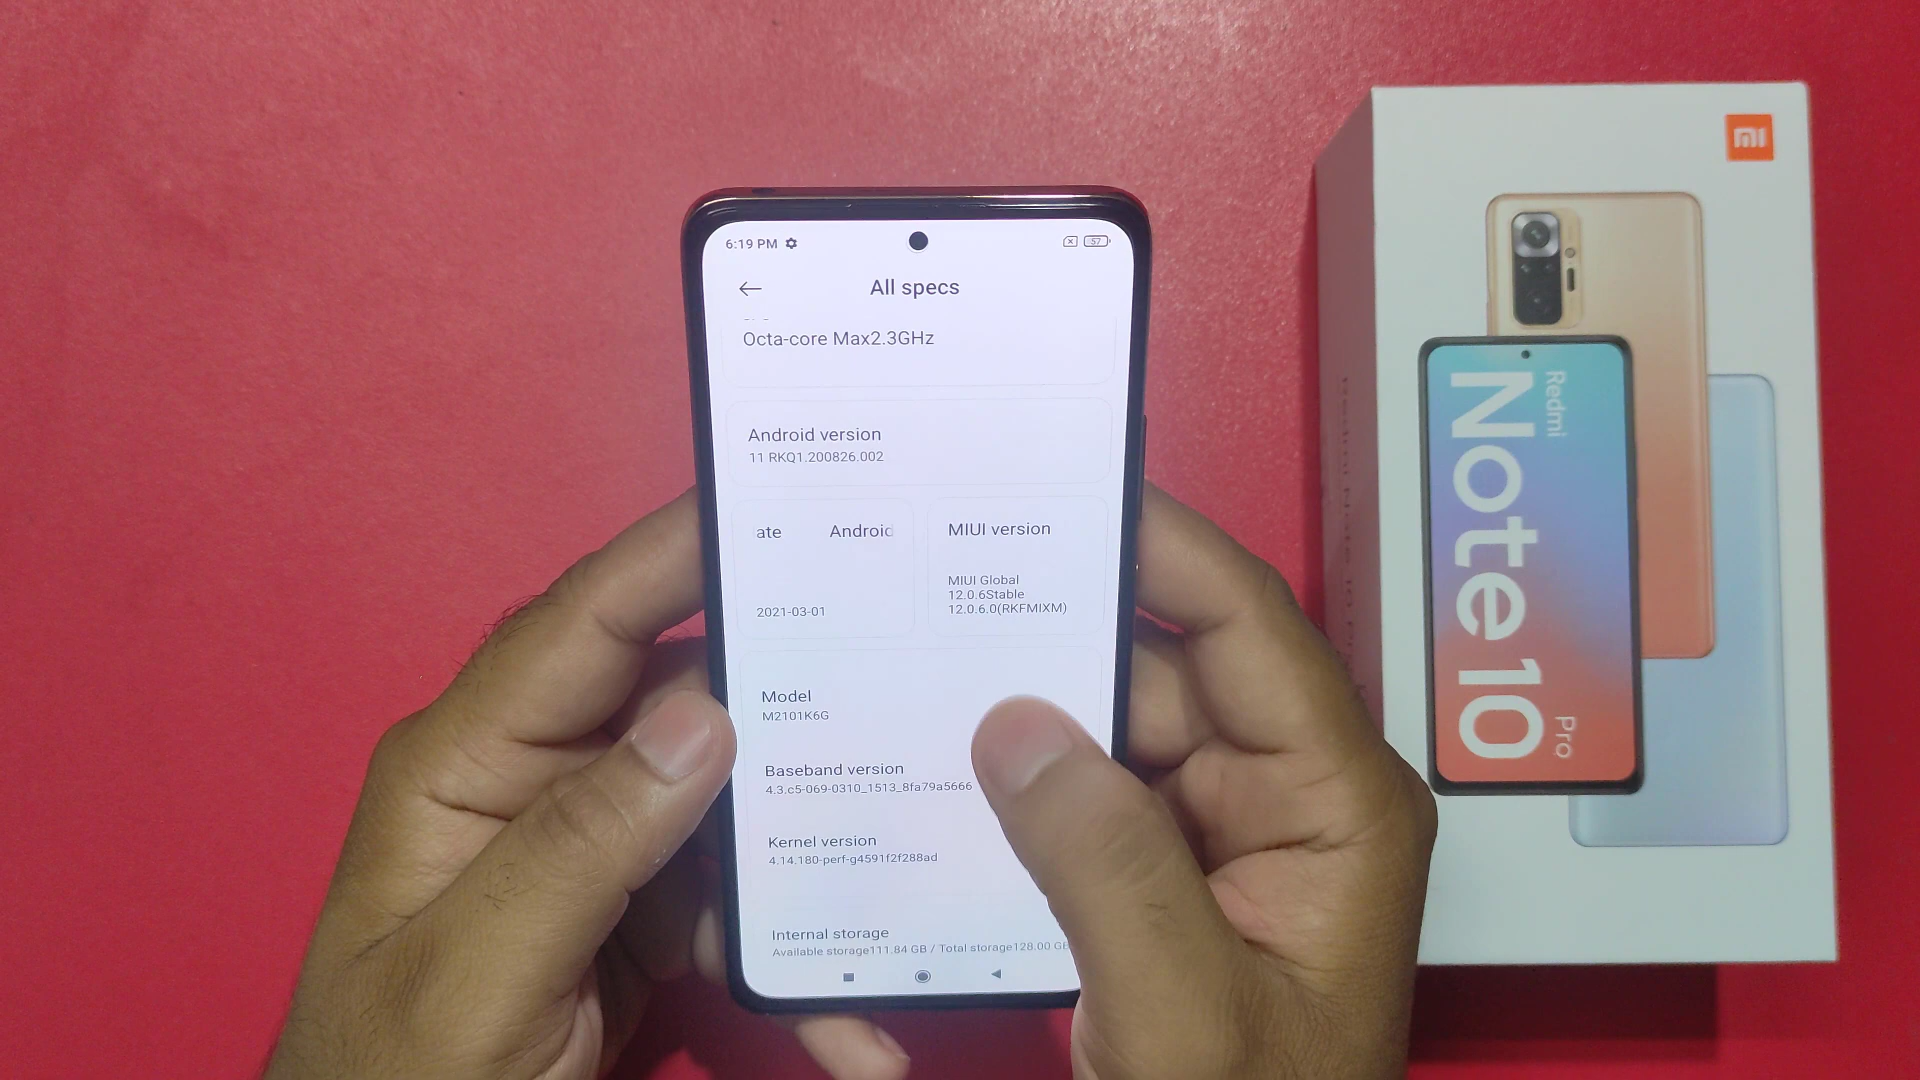 6:19 PM
57
All specs
Octa-core Max2.3GHz
Android version
11 RKQ1.200826.002
ate Android
2021-03-01
MIUI version
MIUI Global
12.0.6Stable
12.0.6.0(RKFMIXM)
Model
M2101K6G
Baseband version
4.3.c5-069-0310_1513_8fa79a5666
Kernel version
4.14.180-perf-g4591f2f288ad
Internal storage
Available storage111.84 GB / Total storage128.00 GB
mi
Redmi
Note 10
Pro